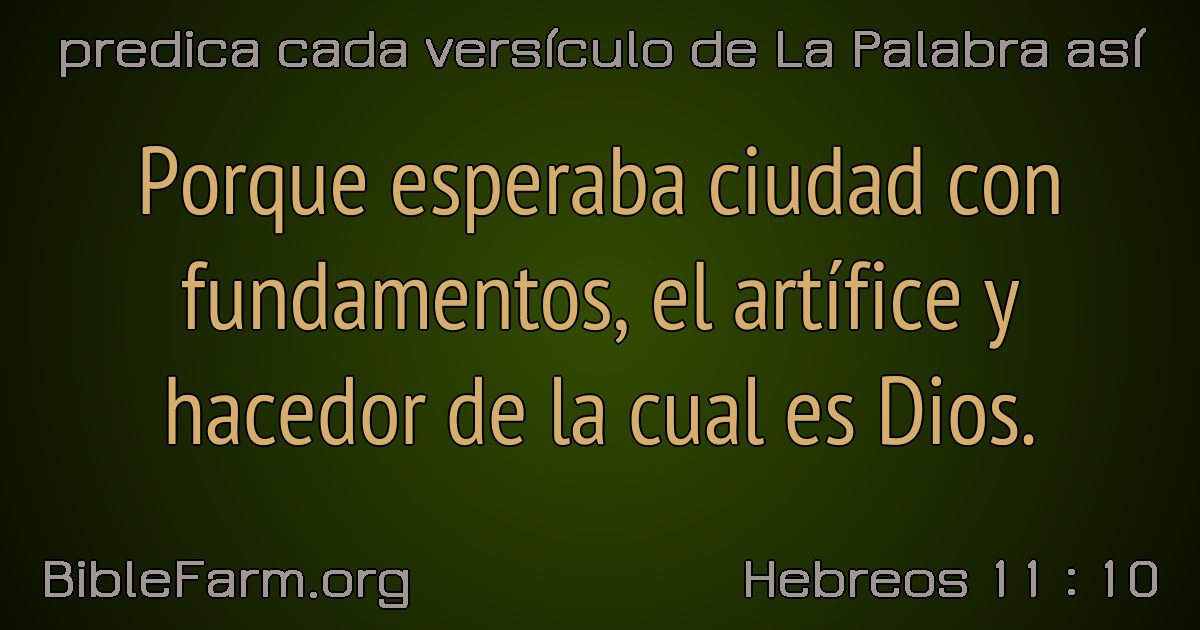 predica cada versículo de La Palabra así
Porque esperaba ciudad con
fundamentos, el artífice y
hacedor de la cual es Dios.
BibleFarm.org
Hebreos 11 : 10